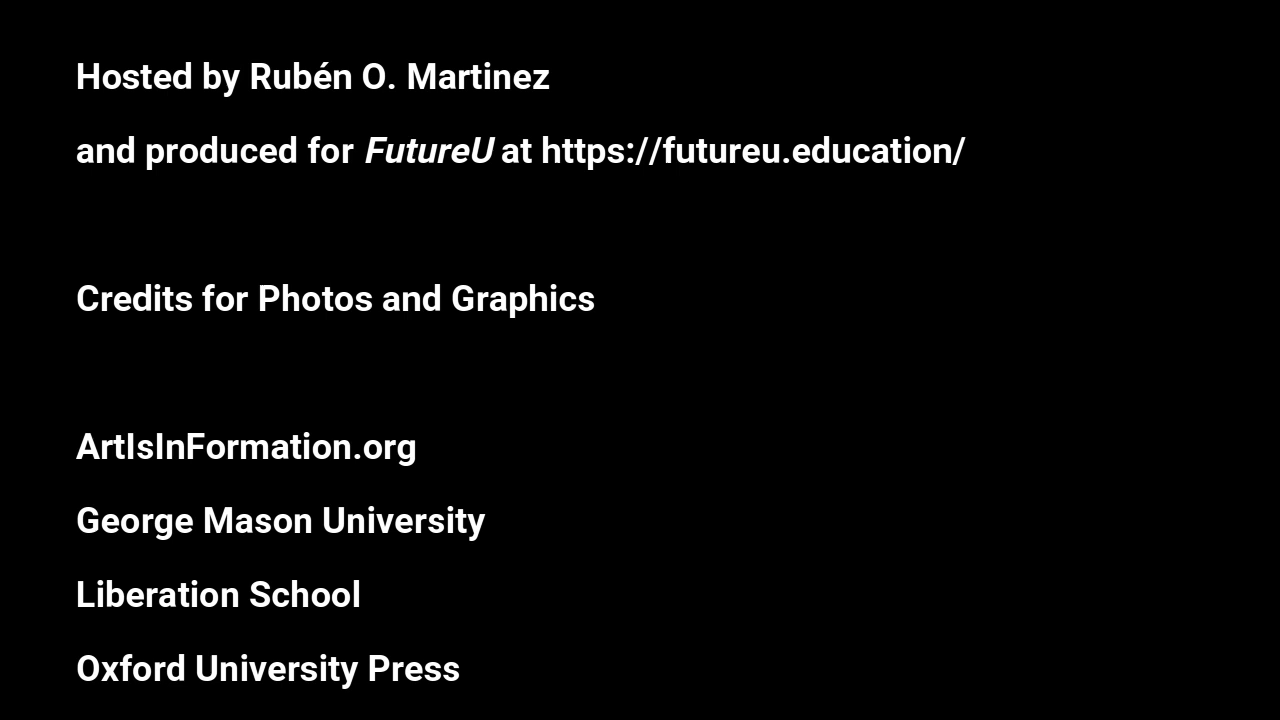 Hosted by Rubén O. Martinez
and produced for FutureU at https://futureu.education/
Credits for Photos and Graphics
ArtIsInFormation.org
George Mason University
Liberation School
Oxford University Press